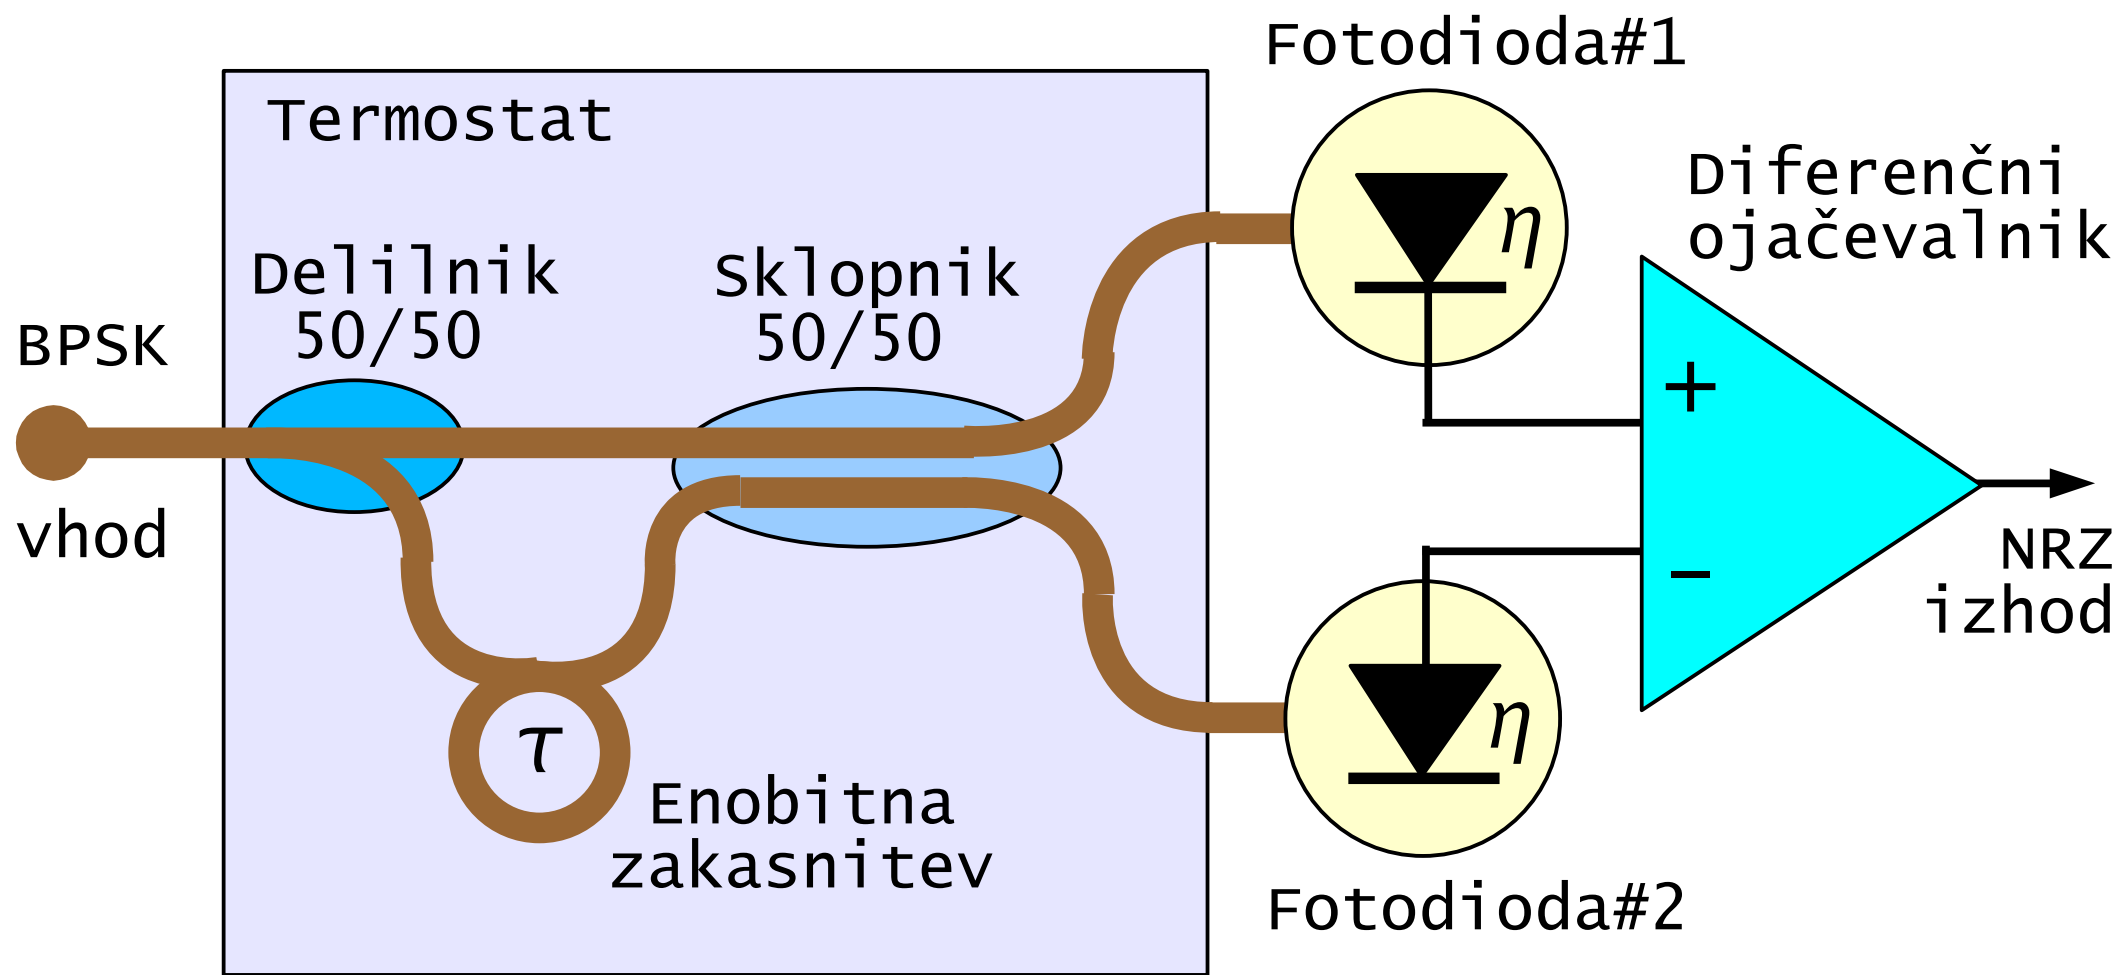 Fotodioda#1
Termostat
η
Diferenčni
ojačevalnik
Delilnik
50/50
Sklopnik
50/50
BPSK
vhod
+
−
NRZ
izhod
η
τ
Enobitna
zakasnitev
Fotodioda#2